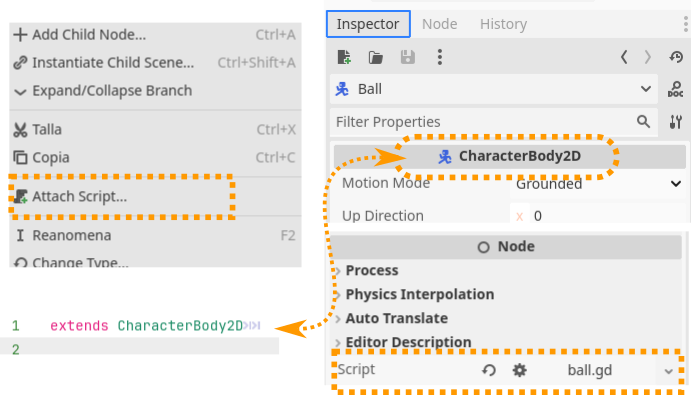 Add Child Node... Ctrl+A
Instantiate Child Scene... Ctrl+Shift+A
Expand/Collapse Branch
Talla Ctrl+X
Copia Ctrl+C
Attach Script...
Reanomena F2
Change Type...
1 extends CharacterBody2D
2
Inspector Node History
Ball
DOC
Filter Properties
CharacterBody2D
Motion Mode Grounded
Up Direction x 0
Node
Process
Physics Interpolation
Auto Translate
Editor Description
Script ball.gd